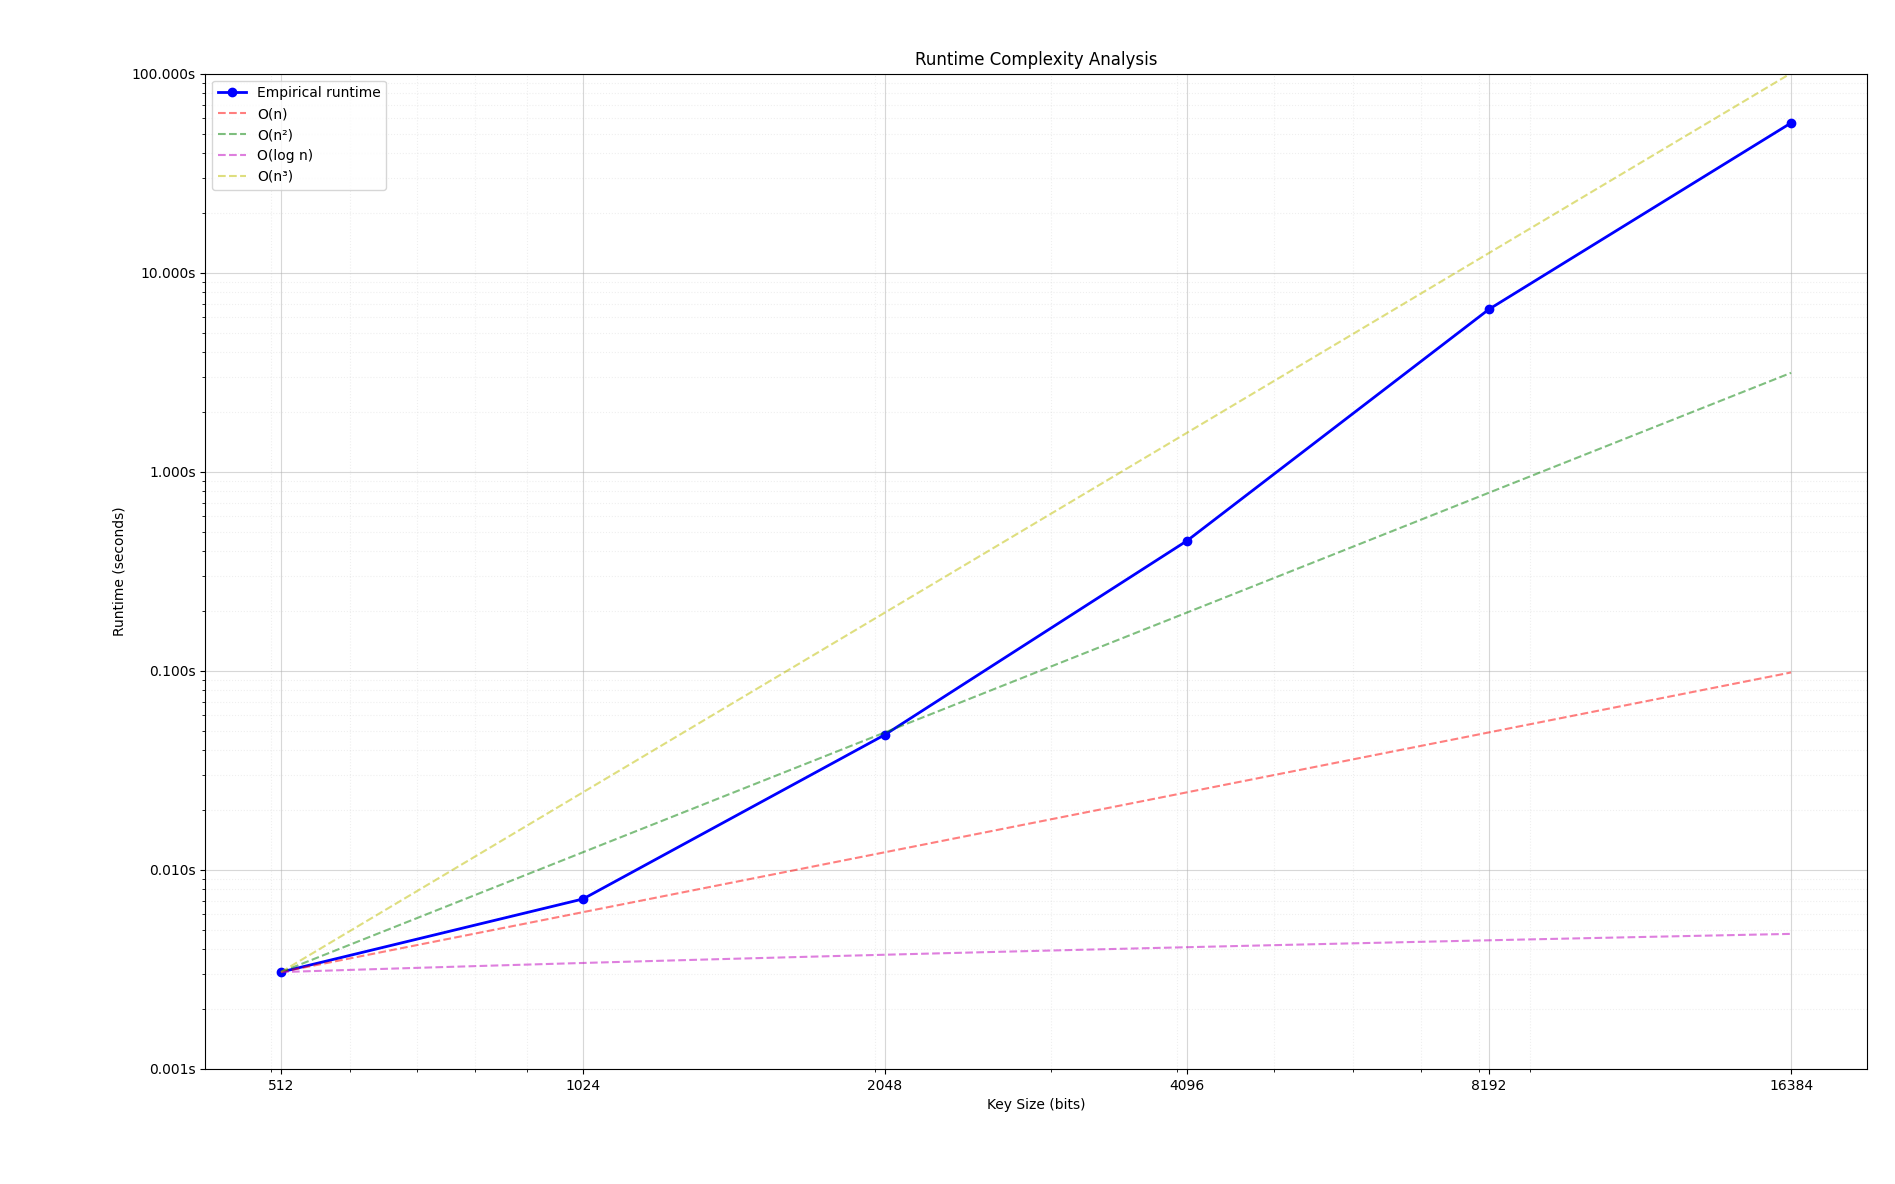 Runtime Complexity Analysis
100.000s
10.000s
1.000s
0.100s
0.010s
0.001s
Runtime (seconds)
Empirical runtime
O(n)
O(n²)
O(log n)
O(n³)
512 1024 2048 4096 8192 16384
Key Size (bits)